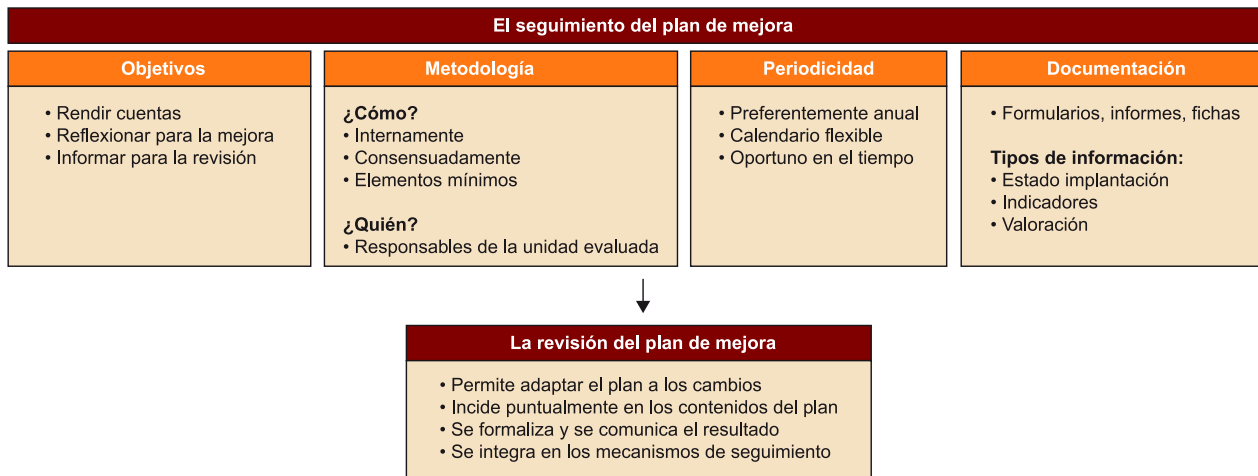 El seguimiento del plan de mejora
Objetivos
• Rendir cuentas
• Reflexionar para la mejora
• Informar para la revisión
Metodología
¿Cómo?
• Internamente
• Consensuadamente
• Elementos mínimos
¿Quién?
• Responsables de la unidad evaluada
Periodicidad
• Preferentemente anual
• Calendario flexible
• Oportuno en el tiempo
Documentación
• Formularios, informes, fichas
Tipos de información:
• Estado implantación
• Indicadores
• Valoración
La revisión del plan de mejora
• Permite adaptar el plan a los cambios
• Incide puntualmente en los contenidos del plan
• Se formaliza y se comunica el resultado
• Se integra en los mecanismos de seguimiento